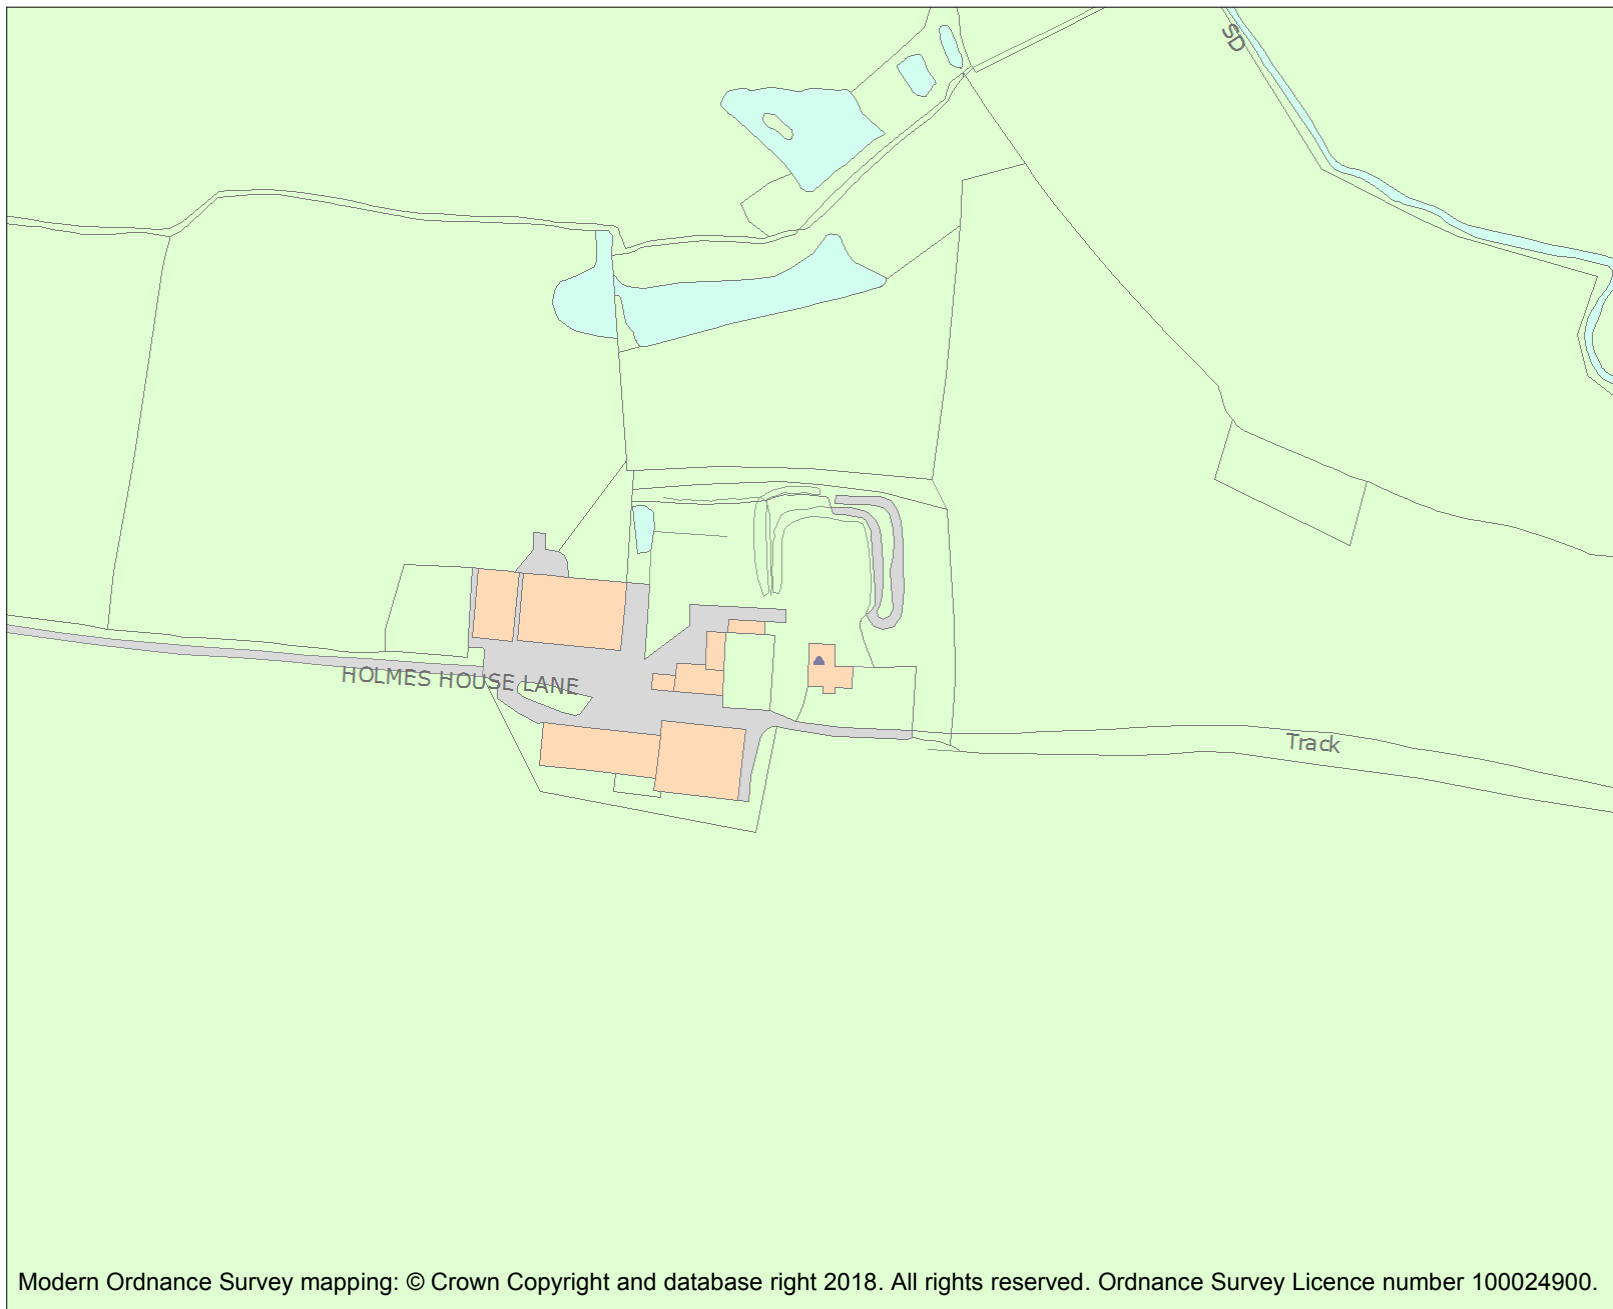 SD
HOLMES HOUSE LANE
Track
Modern Ordnance Survey mapping: © Crown Copyright and database right 2018. All rights reserved. Ordnance Survey Licence number 100024900.